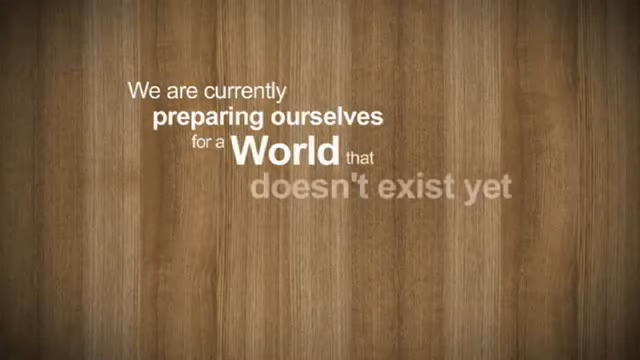 We are currently
preparing ourselves
for a World that
doesn't exist yet